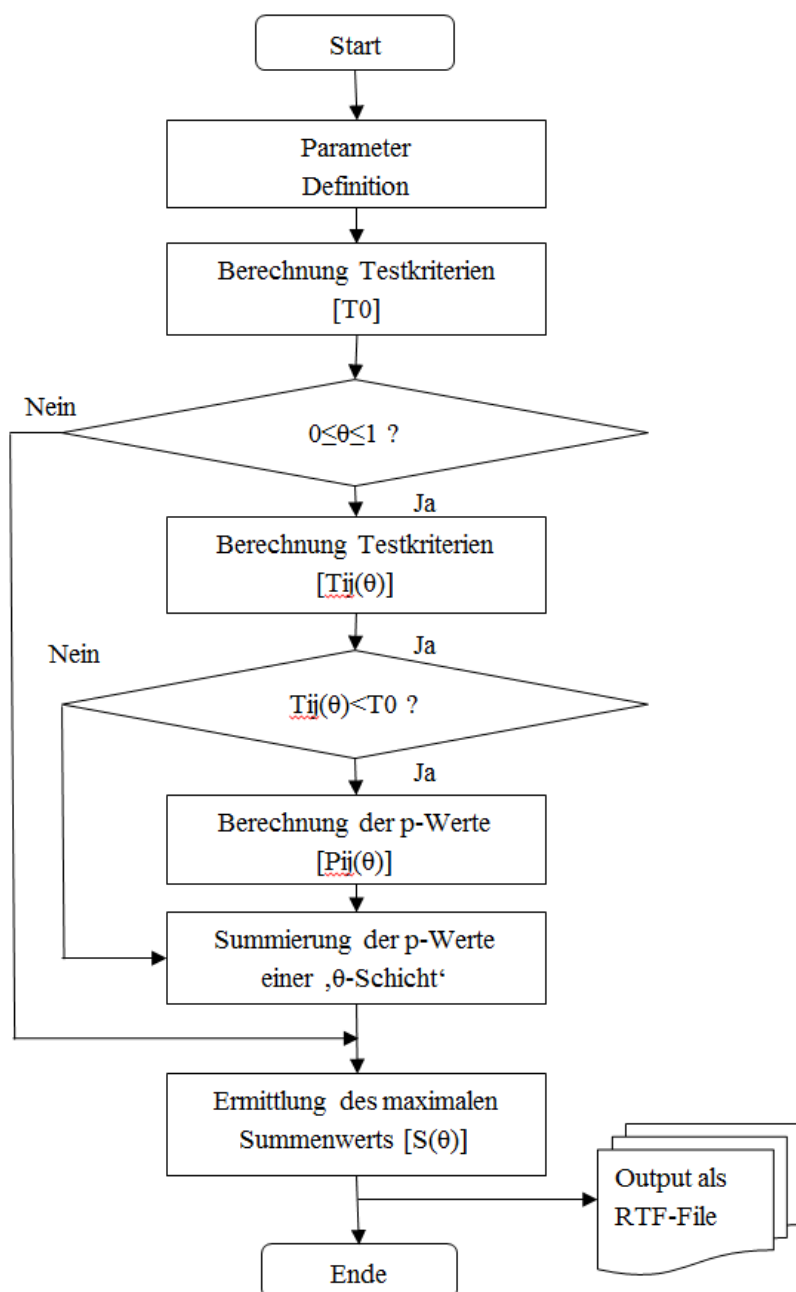 Start
Parameter
Definition
Berechnung Testkriterien
[T0]
Nein
0≤θ≤1 ?
Ja
Berechnung Testkriterien
[Tij(θ)]
Nein
Ja
Tij(θ)<T0 ?
Ja
Berechnung der p-Werte
[Pij(θ)]
Summierung der p-Werte
einer ‚θ-Schicht‘
Ermittlung des maximalen
Summenwerts [S(θ)]
Output als
RTF-File
Ende